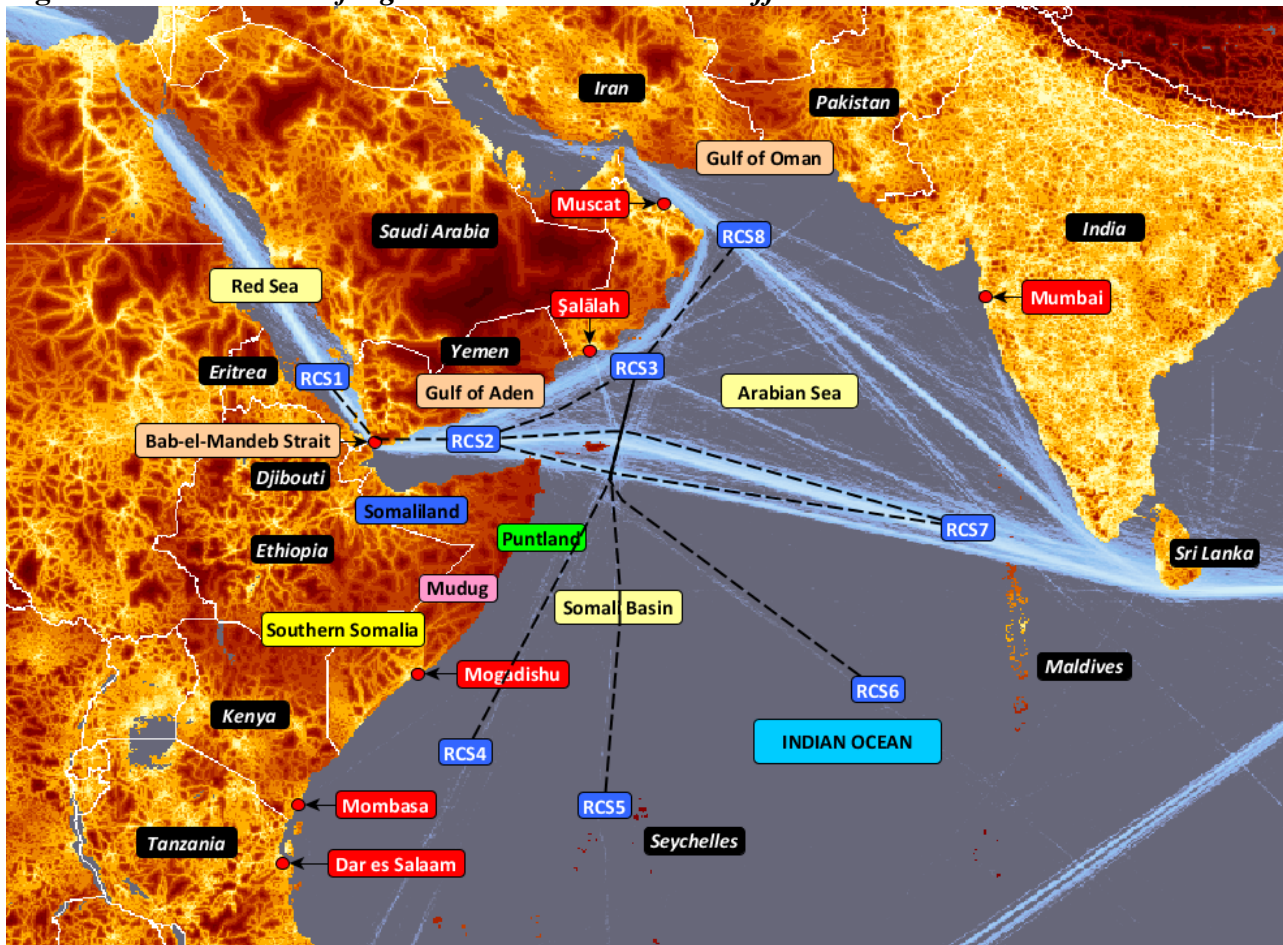 Iran
Pakistan
Gulf of Oman
Muscat
Saudi Arabia
RCS8
India
Red Sea
Şalālah
Mumbai
Yemen
Eritrea
RCS1
RCS3
Gulf of Aden
Arabian Sea
Bab-el-Mandeb Strait
RCS2
Djibouti
Somaliland
RCS7
Ethiopia
Puntland
Sri Lanka
Mudug
Somali Basin
Southern Somalia
Mogadishu
Maldives
RCS6
Kenya
RCS4
INDIAN OCEAN
Mombasa
RCS5
Tanzania
Seychelles
Dar es Salaam